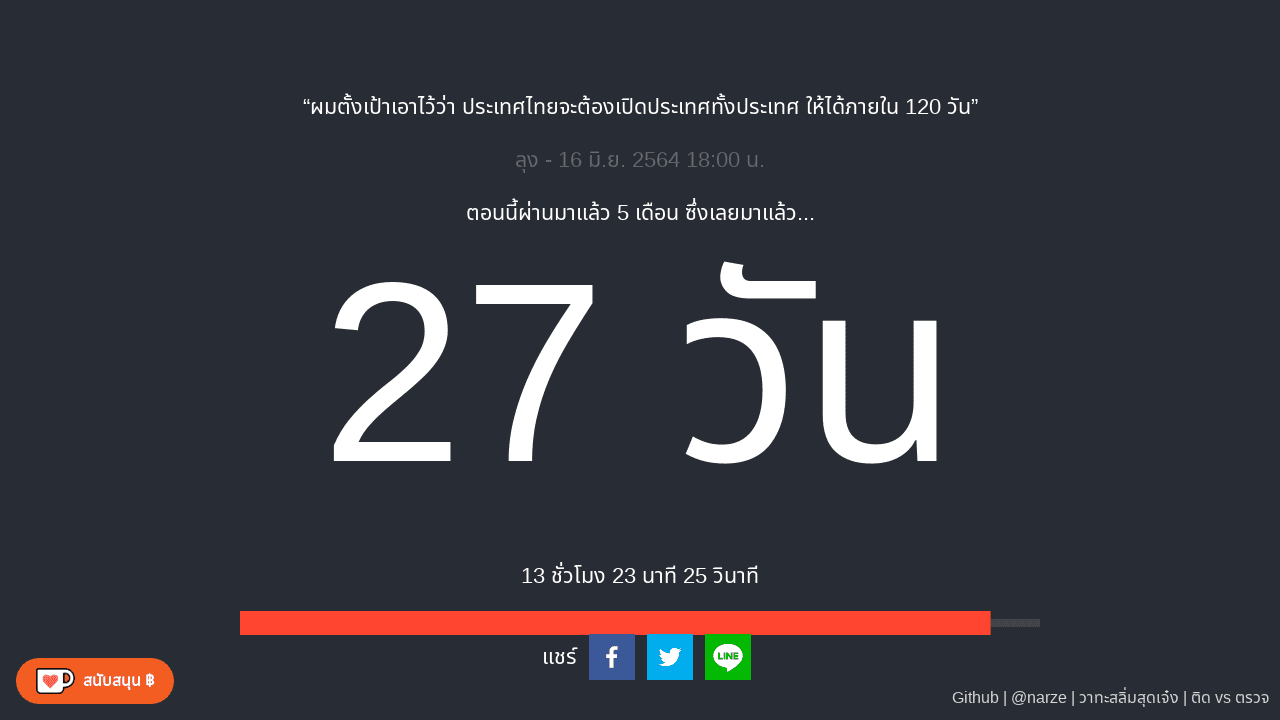 “ผมตั้งเป้าเอาไว้ว่า ประเทศไทยจะต้องเปิดประเทศทั้งประเทศ ให้ได้ภายใน 120 วัน”
ลุง - 16 มิ.ย. 2564 18:00 น.
ตอนนี้ผ่านมาแล้ว 5 เดือน ซึ่งเลยมาแล้ว...
27 วัน
13 ชั่วโมง 23 นาที 25 วินาที
แชร์
LINE
สนับสนุน ฿
Github | @narze | วาทะสลิ่มสุดเจ๋ง | ติด vs ตรวจ